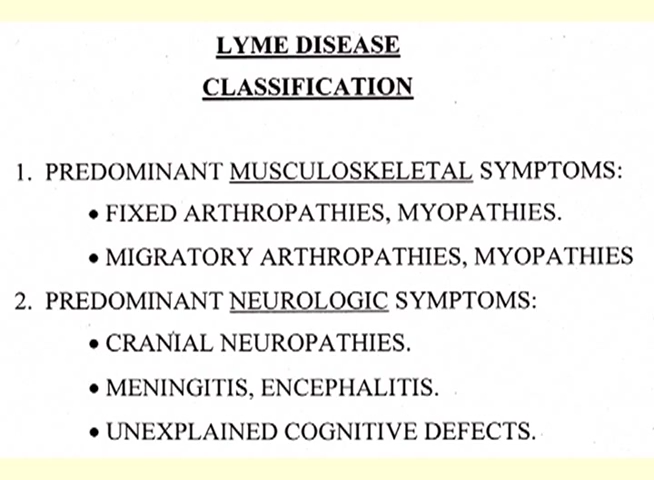 LYME DISEASE
CLASSIFICATION
1. PREDOMINANT MUSCULOSKELETAL SYMPTOMS:
• FIXED ARTHROPATHIES, MYOPATHIES.
• MIGRATORY ARTHROPATHIES, MYOPATHIES
2. PREDOMINANT NEUROLOGIC SYMPTOMS:
• CRANIAL NEUROPATHIES.
• MENINGITIS, ENCEPHALITIS.
• UNEXPLAINED COGNITIVE DEFECTS.